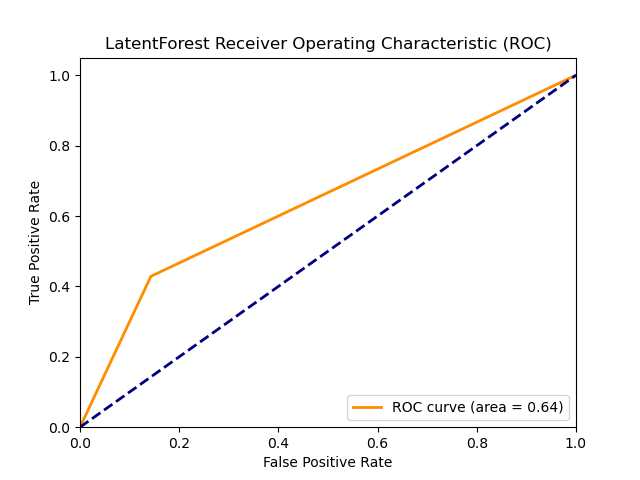 LatentForest Receiver Operating Characteristic (ROC)
1.0
0.8
0.6
0.4
0.2
0.0
True Positive Rate
0.0 0.2 0.4 0.6 0.8 1.0
False Positive Rate
ROC curve (area = 0.64)